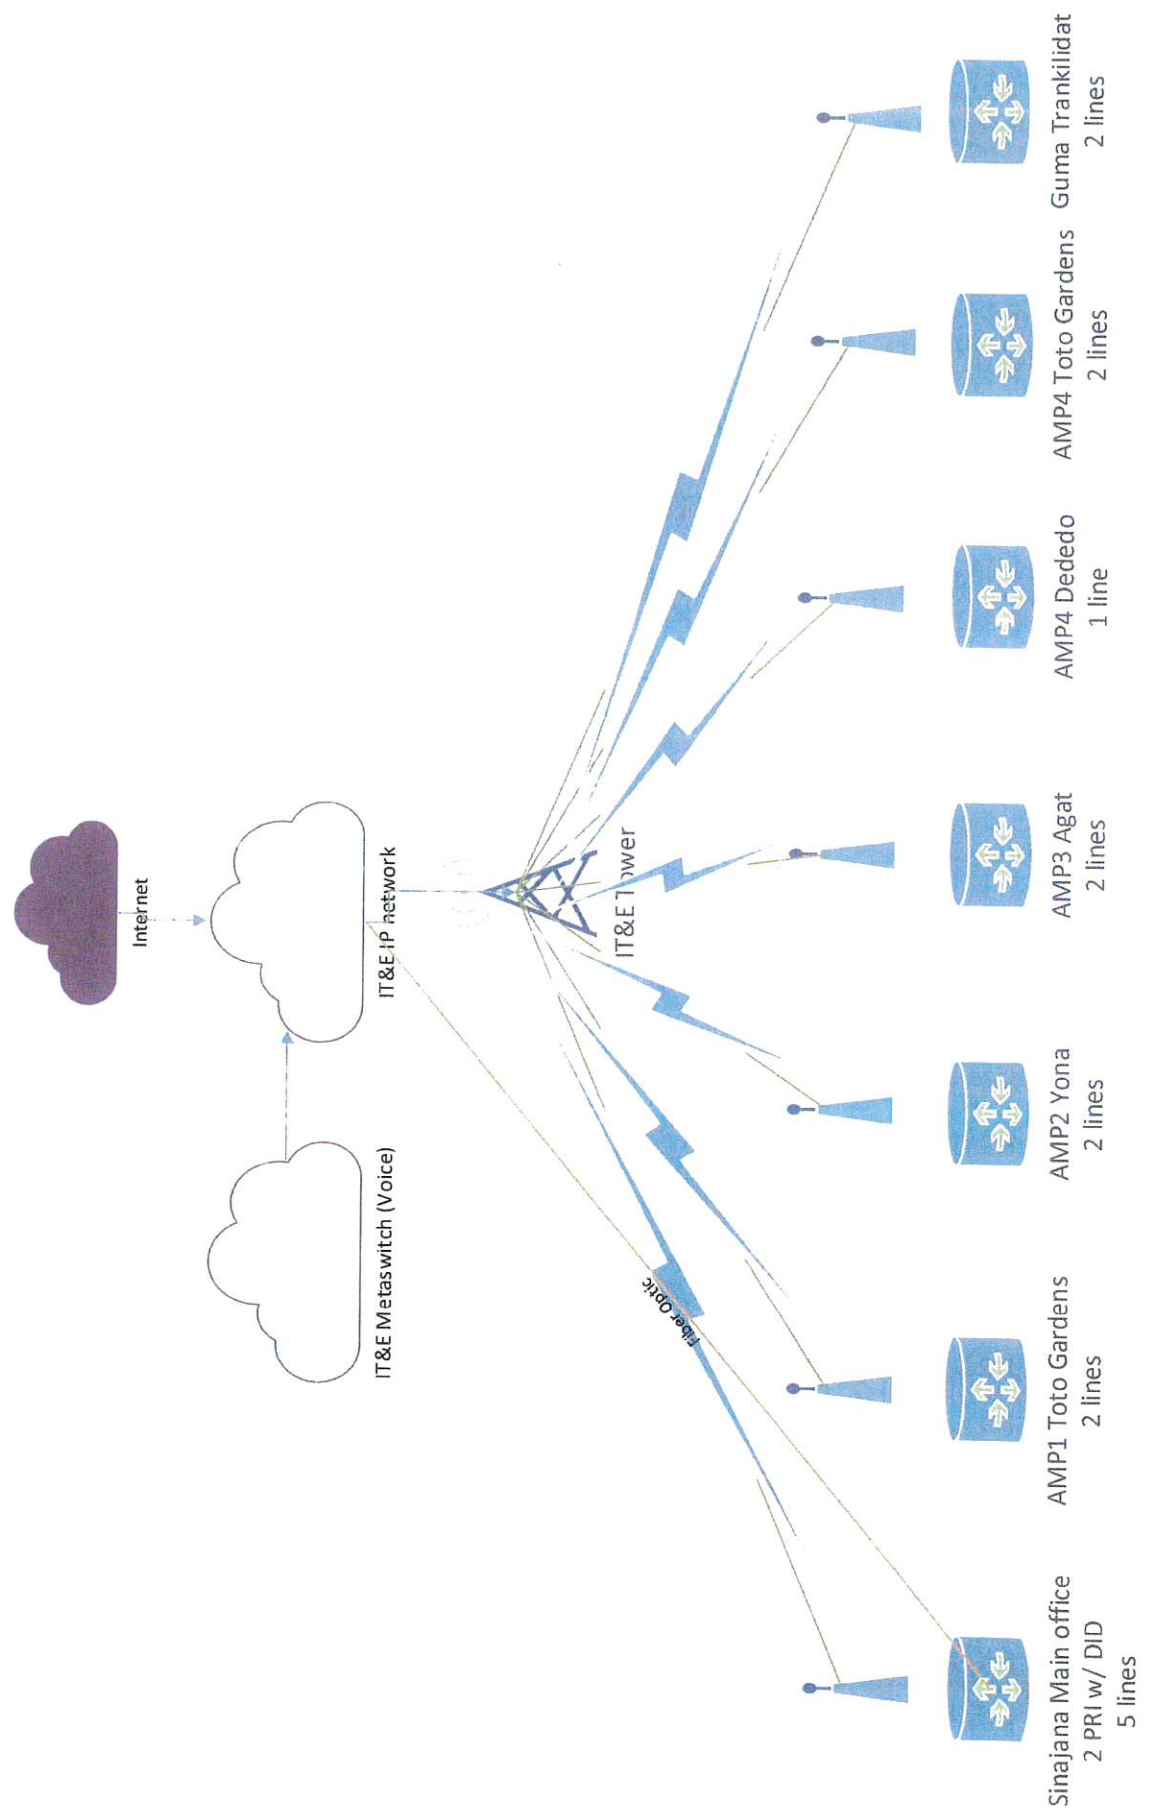 Internet
IT&E Metaswitch (Voice)
IT&E IP network
IT&E Tower
Fiber Optic
Sinajana Main office
2 PRI w/ DID
5 lines
AMP1 Toto Gardens
2 lines
AMP2 Yona
2 lines
AMP3 Agat
2 lines
AMP4 Dededo
1 line
AMP4 Toto Gardens
2 lines
Guma Trankilidat
2 lines